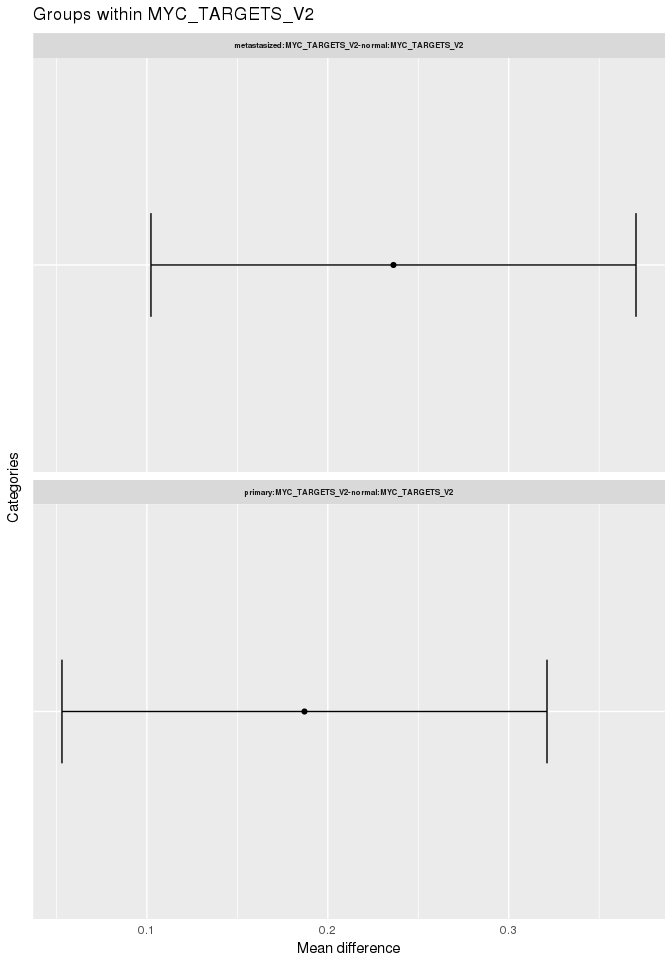 Groups within MYC_TARGETS_V2
metastasized:MYC_TARGETS_V2-normal:MYC_TARGETS_V2
Categories
primary:MYC_TARGETS_V2-normal:MYC_TARGETS_V2
0.1 0.2 0.3
Mean difference